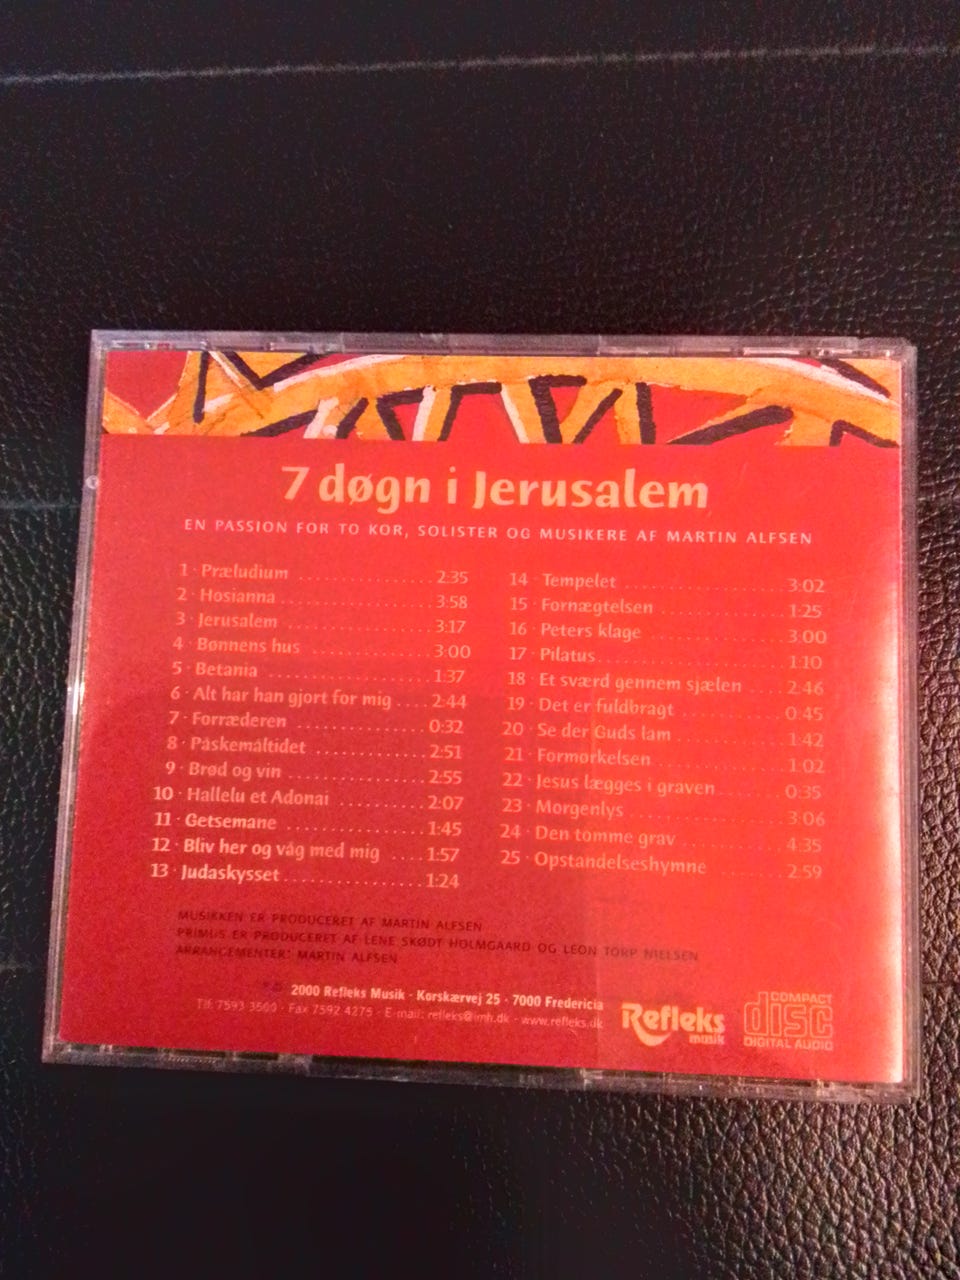 7 døgn i Jerusalem
EN PASSION FOR TO KOR, SOLISTER OG MUSIKERE AF MARTIN ALFSEN
1 · Præludium 2:35
2 · Hosianna 3:58
3 · Jerusalem 3:17
4 · Bønnens hus 3:00
5 · Betania 1:37
6 · Alt har han gjort for mig 2:44
7 · Forræderen 0:32
8 · Påskemåltidet 2:51
9 · Brød og vin 2:55
10 · Hallelu et Adonai 2:07
11 · Getsemane 1:45
12 · Bliv her og våg med mig 1:57
13 · Judaskysset 1:24
14 · Tempelet 3:02
15 · Fornægtelsen 1:25
16 · Peters klage 3:00
17 · Pilatus 1:10
18 · Et sværd gennem sjælen 2:46
19 · Det er fuldbragt 0:45
20 · Se der Guds lam 1:42
21 · Formørkelsen 1:02
22 · Jesus lægges i graven 0:35
23 · Morgenlys 3:06
24 · Den tomme grav 4:35
25 · Opstandelseshymne 2:59
MUSIKKEN ER PRODUCERET AF MARTIN ALFSEN
PRIMUS ER PRODUCERET AF LENE SKØDT HOLMGAARD OG LEON TORP NIELSEN
ARRANGEMENTER: MARTIN ALFSEN
2000 Refleks Musik · Korskærvej 25 · 7000 Fredericia
Tlf. 7593 3500 · Fax 7592 4275 · E-mail: refleks@imh.dk · www.refleks.dk
Refleks
musik
COMPACT
disc
DIGITAL AUDIO